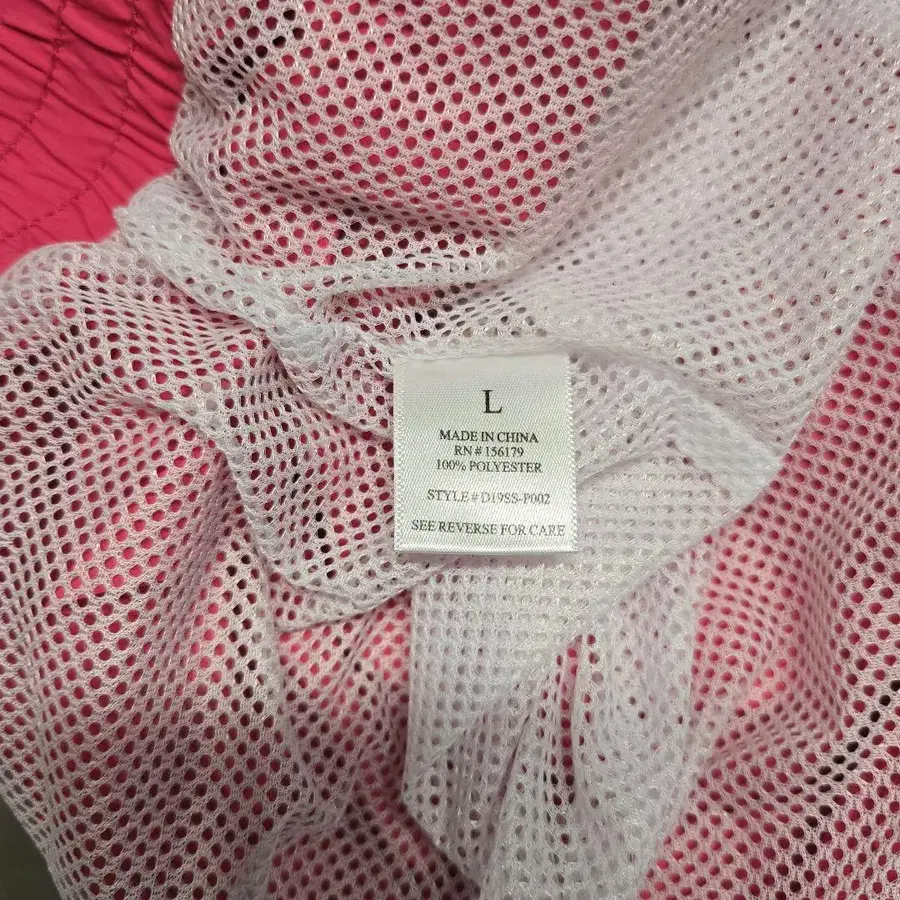 L
MADE IN CHINA
RN # 156179
100% POLYESTER
STYLE # D19SS-P002
SEE REVERSE FOR CARE